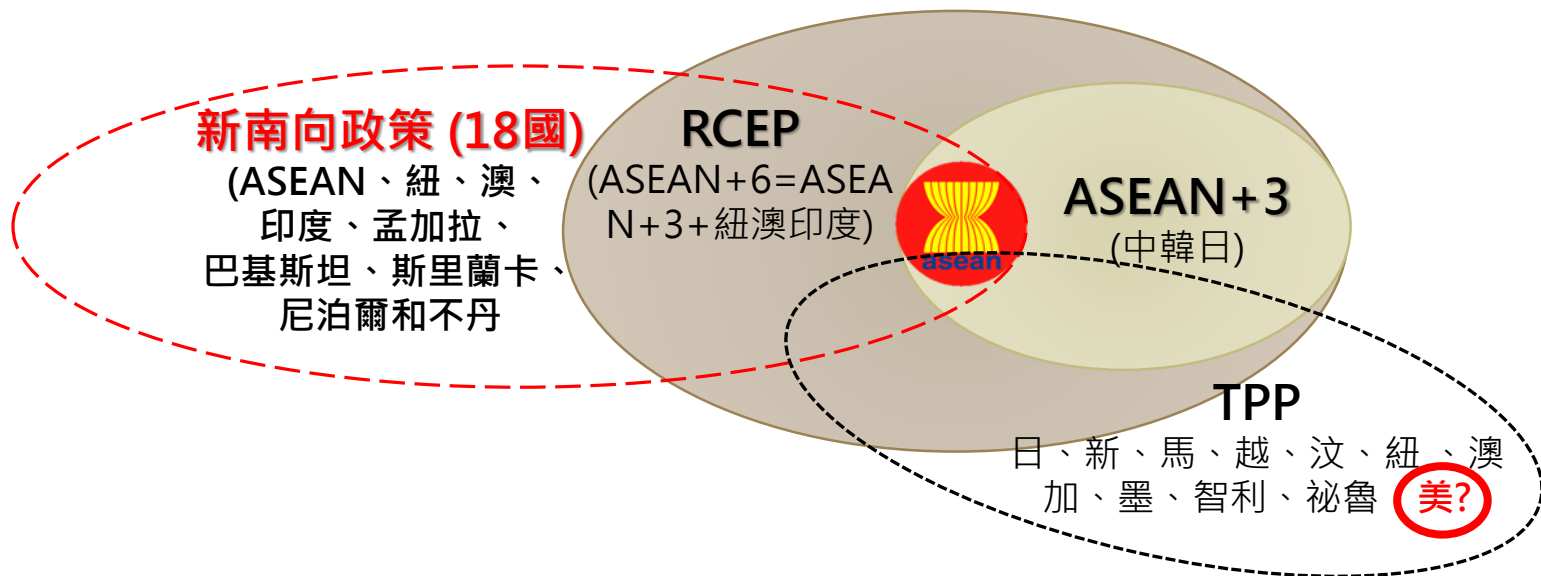 新南向政策 (18國)
(ASEAN、紐、澳、
印度、孟加拉、
巴基斯坦、斯里蘭卡、
尼泊爾和不丹
RCEP
(ASEAN+6=ASEA
N+3+紐澳印度)
asean
ASEAN+3
(中韓日)
TPP
日、新、馬、越、汶、紐、澳
加、墨、智利、祕魯 美?